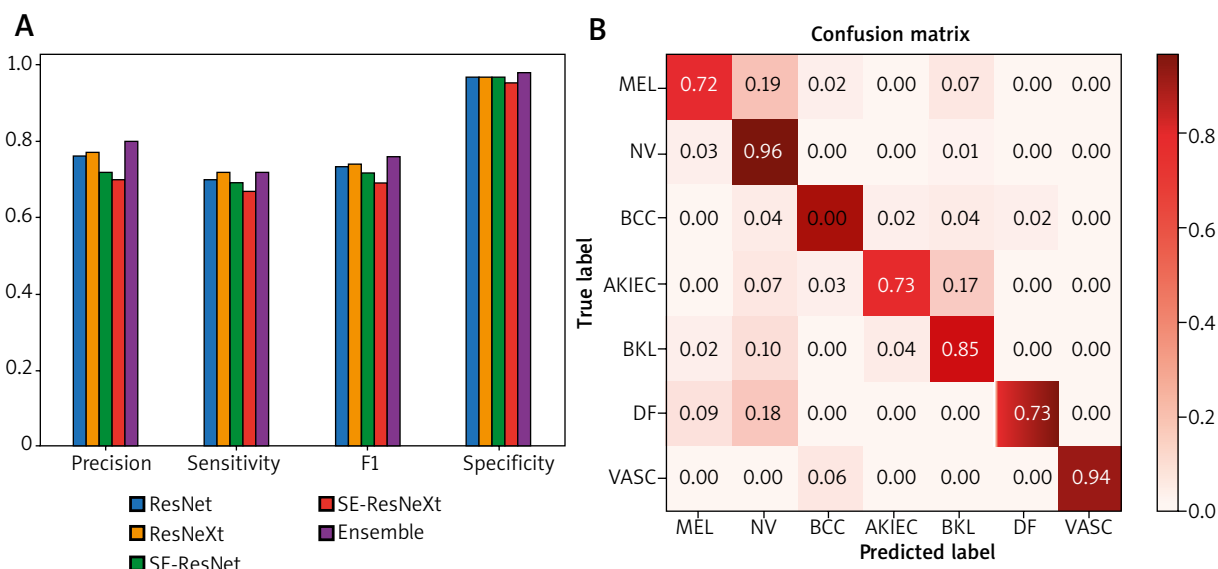 A
1.0
0.8
0.6
0.4
0.2
0
Precision Sensitivity F1 Specificity
ResNet SE-ResNeXt
ResNeXt Ensemble
SE-ResNet
B
Confusion matrix
True label
MEL 0.72 0.19 0.02 0.00 0.07 0.00 0.00
NV 0.03 0.96 0.00 0.00 0.01 0.00 0.00
BCC 0.00 0.04 0.00 0.02 0.04 0.02 0.00
AKIEC 0.00 0.07 0.03 0.73 0.17 0.00 0.00
BKL 0.02 0.10 0.00 0.04 0.85 0.00 0.00
DF 0.09 0.18 0.00 0.00 0.00 0.73 0.00
VASC 0.00 0.00 0.06 0.00 0.00 0.00 0.94
MEL NV BCC AKIEC BKL DF VASC
Predicted label
0.8
0.6
0.4
0.2
0.0